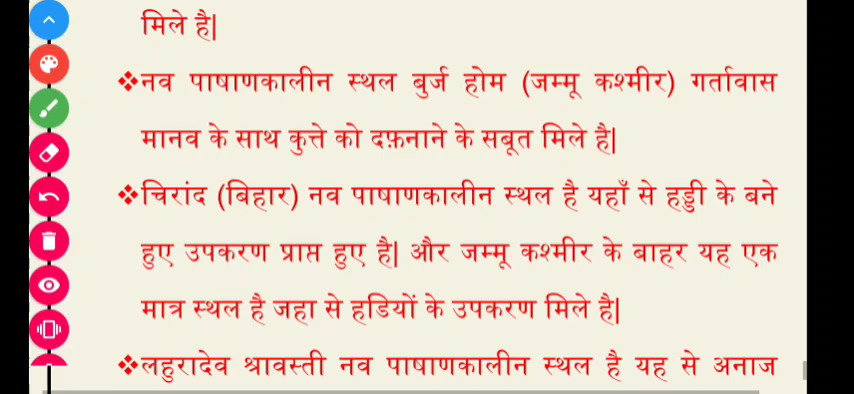 मिले है|
❖नव पाषाणकालीन स्थल बुर्ज होम (जम्मू कश्मीर) गर्तावास
मानव के साथ कुत्ते को दफ़नाने के सबूत मिले है|
❖चिरांद (बिहार) नव पाषाणकालीन स्थल है यहाँ से हड्डी के बने
हुए उपकरण प्राप्त हुए है| और जम्मू कश्मीर के बाहर यह एक
मात्र स्थल है जहा से हडियों के उपकरण मिले है|
❖लहुरादेव श्रावस्ती नव पाषाणकालीन स्थल है यह से अनाज